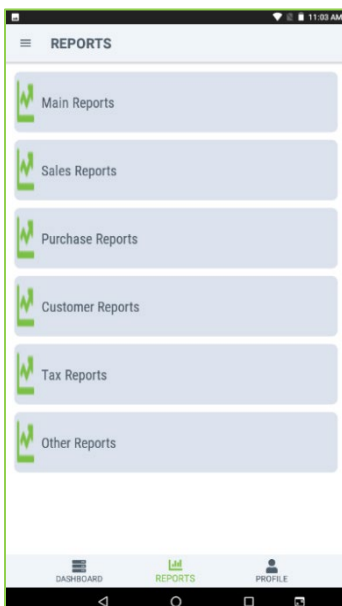 11:03 AM
REPORTS
Main Reports
Sales Reports
Purchase Reports
Customer Reports
Tax Reports
Other Reports
DASHBOARD
REPORTS
PROFILE